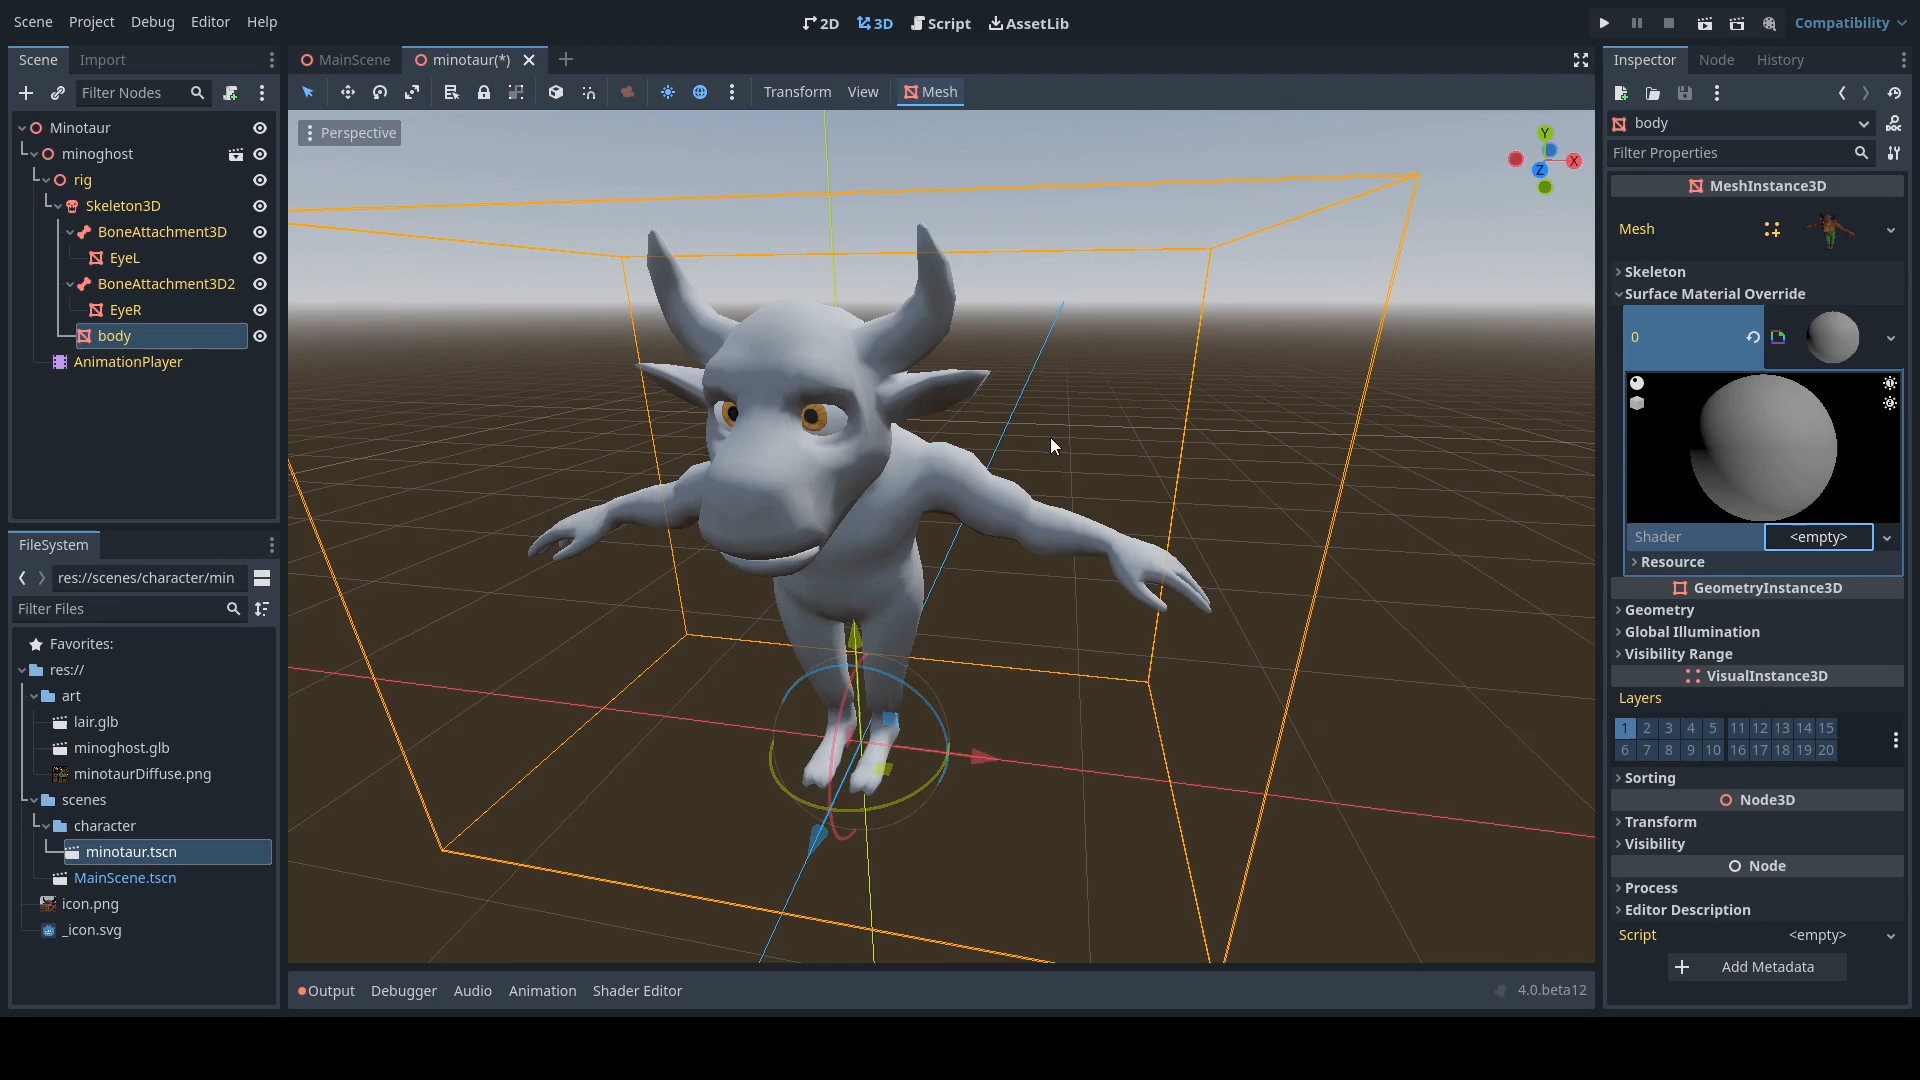 Scene Project Debug Editor Help
2D 3D Script AssetLib
Compatibility
Scene Import
Filter Nodes
Minotaur
minoghost
rig
Skeleton3D
BoneAttachment3D
EyeL
BoneAttachment3D2
EyeR
body
AnimationPlayer
FileSystem
res://scenes/character/min
Filter Files
Favorites:
res://
art
lair.glb
minoghost.glb
minotaurDiffuse.png
scenes
character
minotaur.tscn
MainScene.tscn
icon.png
_icon.svg
MainScene minotaur(*)
Transform View Mesh
Perspective
Y
X
Z
Output Debugger Audio Animation Shader Editor 4.0.beta12
Inspector Node History
body
Filter Properties
MeshInstance3D
Mesh
Skeleton
Surface Material Override
0
Shader <empty>
Resource
GeometryInstance3D
Geometry
Global Illumination
Visibility Range
VisualInstance3D
Layers
1 2 3 4 5 11 12 13 14 15
6 7 8 9 10 16 17 18 19 20
Sorting
Node3D
Transform
Visibility
Node
Process
Editor Description
Script <empty>
Add Metadata